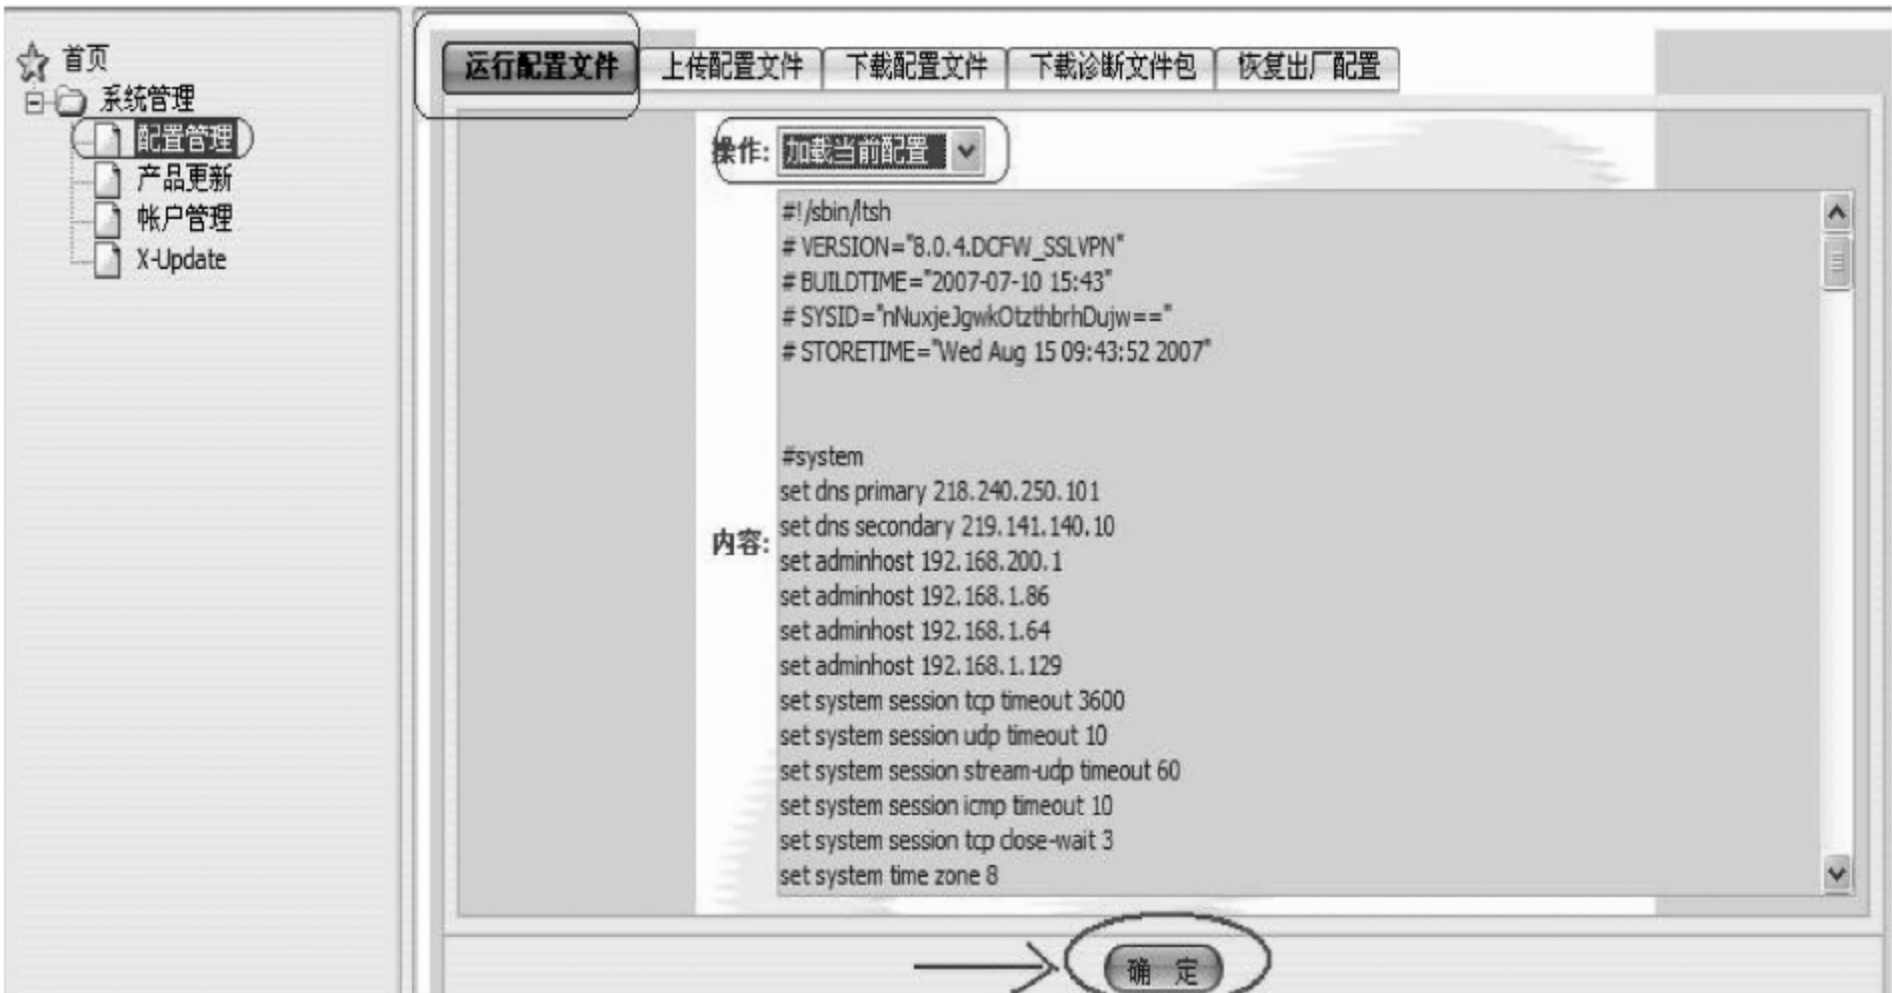 首页
系统管理
配置管理
产品更新
帐户管理
X-Update
运行配置文件
上传配置文件
下载配置文件
下载诊断文件包
恢复出厂配置
操作: 加载当前配置
内容:
#!/sbin/ltsh
# VERSION="8.0.4.DCFW_SSLVPN"
# BUILDTIME="2007-07-10 15:43"
# SYSID="nNuxjeJgwkOtzthbrhDujw=="
# STORETIME="Wed Aug 15 09:43:52 2007"
#system
set dns primary 218.240.250.101
set dns secondary 219.141.140.10
set adminhost 192.168.200.1
set adminhost 192.168.1.86
set adminhost 192.168.1.64
set adminhost 192.168.1.129
set system session tcp timeout 3600
set system session udp timeout 10
set system session stream-udp timeout 60
set system session icmp timeout 10
set system session tcp close-wait 3
set system time zone 8
确 定